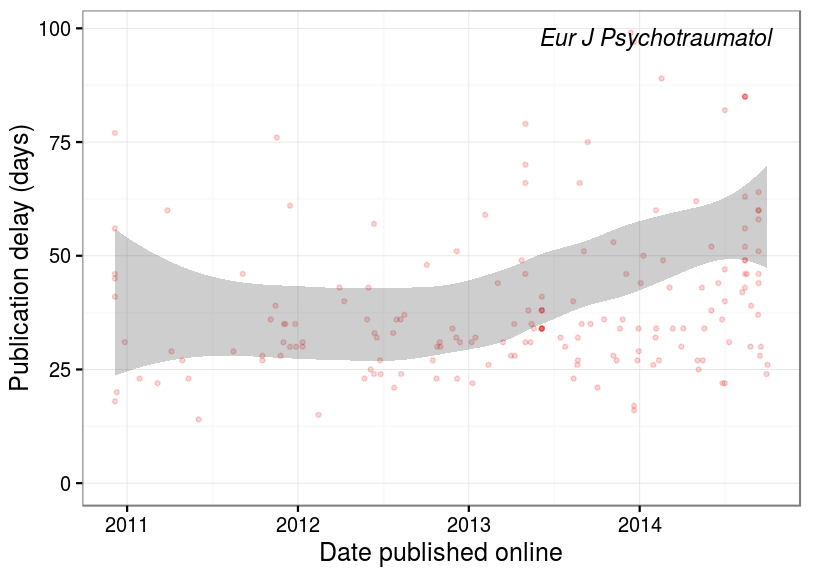 Eur J Psychotraumatol
100
75
50
25
0
Publication delay (days)
2011 2012 2013 2014
Date published online